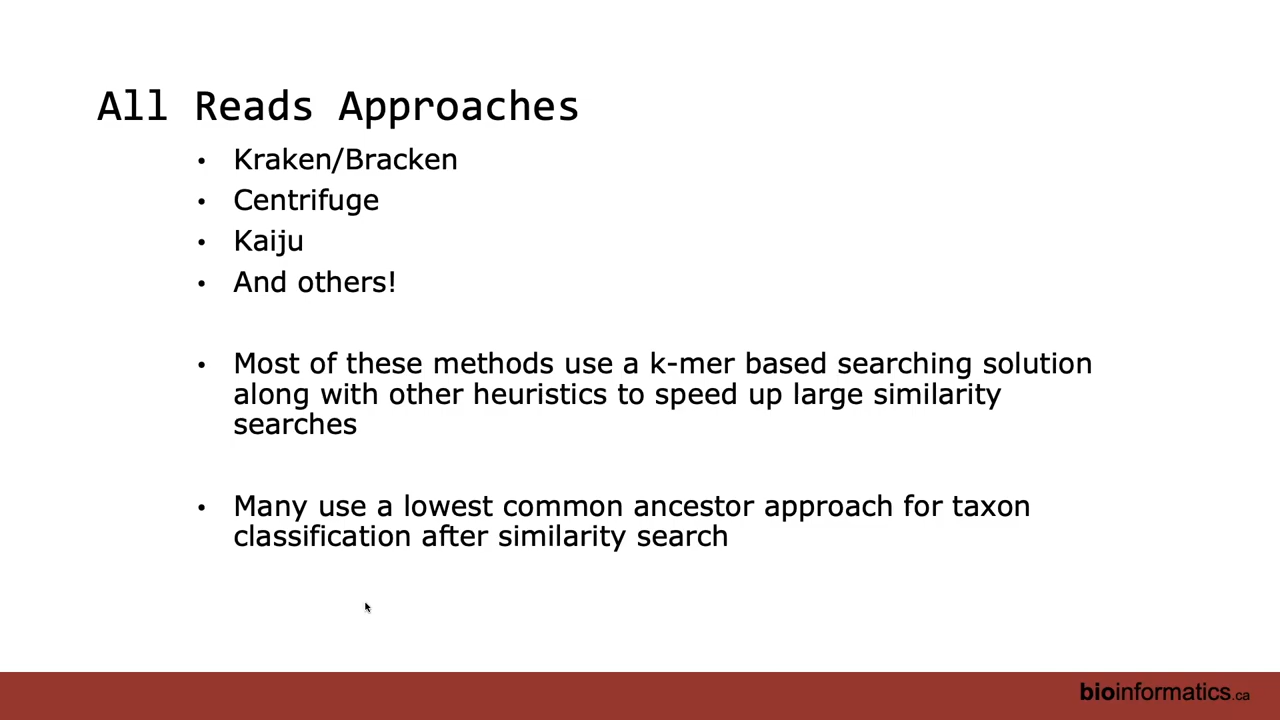 All Reads Approaches
• Kraken/Bracken
• Centrifuge
• Kaiju
• And others!
• Most of these methods use a k-mer based searching solution
along with other heuristics to speed up large similarity
searches
• Many use a lowest common ancestor approach for taxon
classification after similarity search
bioinformatics.ca